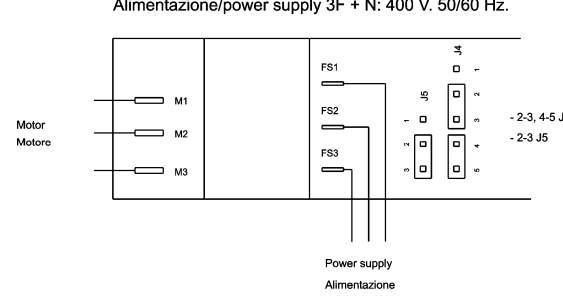 Alimentazione/power supply 3F + N: 400 V. 50/60 Hz.
J4
FS1
1
J5
2
M1
FS2
1
3
- 2-3, 4-5 J
Motor
M2
- 2-3 J5
Motore
2
4
FS3
M3
3
5
Power supply
Alimentazione